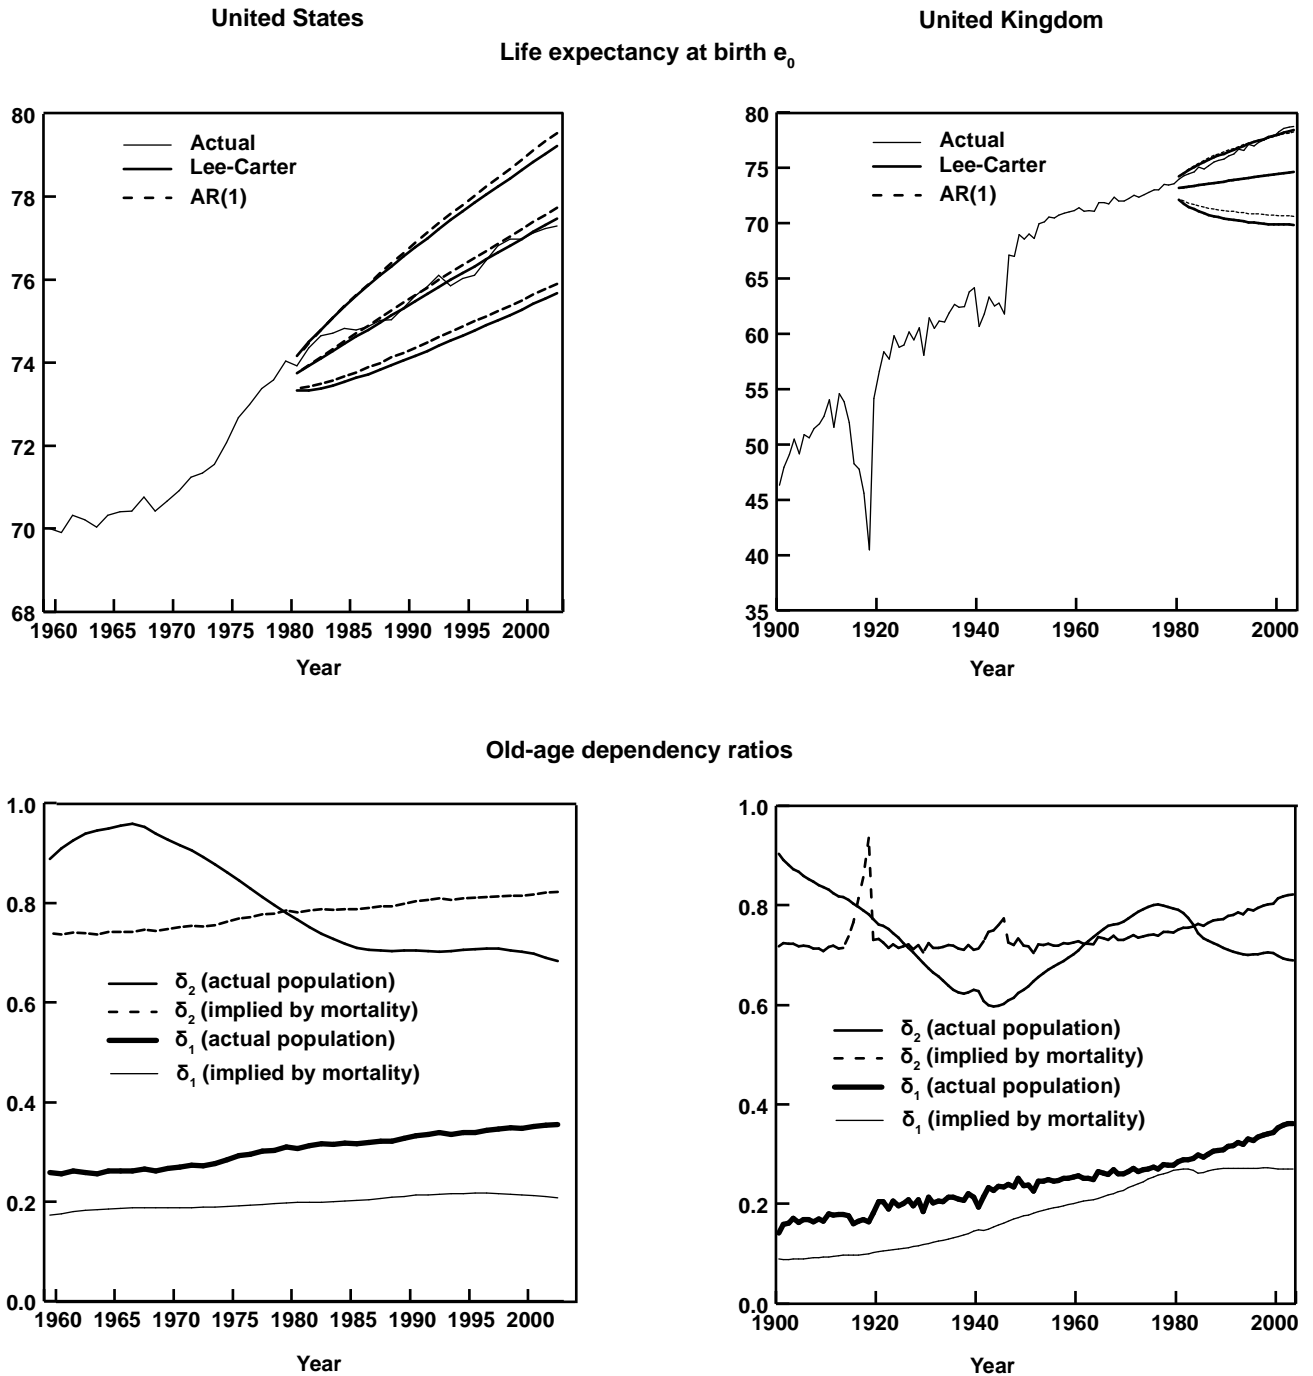 United States
United Kingdom
Life expectancy at birth e0
80
78
76
74
72
70
68
Actual
Lee-Carter
AR(1)
1960 1965 1970 1975 1980 1985 1990 1995 2000
Year
80
75
70
65
60
55
50
45
40
35
Actual
Lee-Carter
AR(1)
1900 1920 1940 1960 1980 2000
Year
Old-age dependency ratios
1.0
0.8
0.6
0.4
0.2
0.0
δ2 (actual population)
δ2 (implied by mortality)
δ1 (actual population)
δ1 (implied by mortality)
1960 1965 1970 1975 1980 1985 1990 1995 2000
Year
1.0
0.8
0.6
0.4
0.2
0.0
δ2 (actual population)
δ2 (implied by mortality)
δ1 (actual population)
δ1 (implied by mortality)
1900 1920 1940 1960 1980 2000
Year